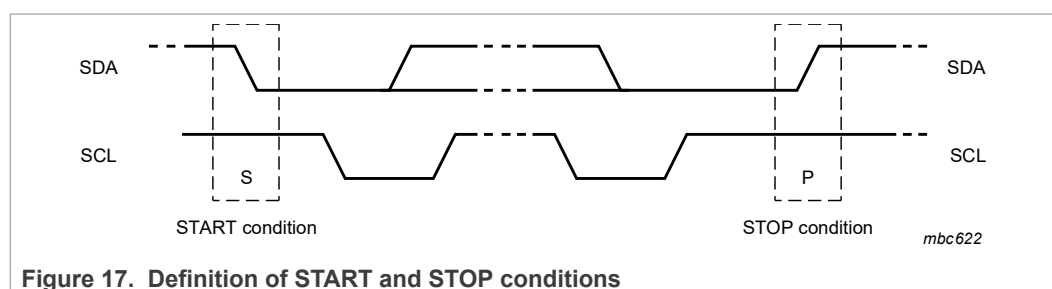 SDA SDA
SCL SCL
S P
START condition STOP condition
mbc622
Figure 17. Definition of START and STOP conditions